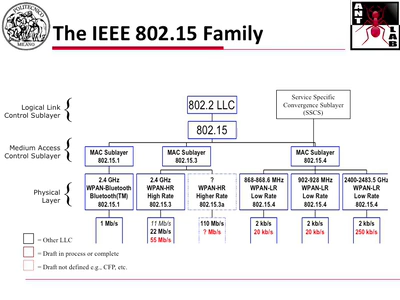 POLITECNICO
MILANO
The IEEE 802.15 Family
ANT
LAB
Logical Link
Control Sublayer
802.2 LLC
Service Specific
Convergence Sublayer
(SSCS)
802.15
Medium Access
Control Sublayer
MAC Sublayer
802.15.1
MAC Sublayer
802.15.3
MAC Sublayer
802.15.4
Physical
Layer
2.4 GHz
WPAN-Bluetooth
Bluetooth(TM)
802.15.1
2.4 GHz
WPAN-HR
High Rate
802.15.3
?
WPAN-HR
Higher Rate
802.15.3a
868-868.6 MHz
WPAN-LR
Low Rate
802.15.4
902-928 MHz
WPAN-LR
Low Rate
802.15.4
2400-2483.5 GHz
WPAN-LR
Low Rate
802.15.4
1 Mb/s
11 Mb/s
22 Mb/s
55 Mb/s
110 Mb/s
? Mb/s
2 kb/s
20 kb/s
2 kb/s
20 kb/s
2 kb/s
250 kb/s
= Other LLC
= Draft in process or complete
= Draft not defined e.g., CFP, etc.